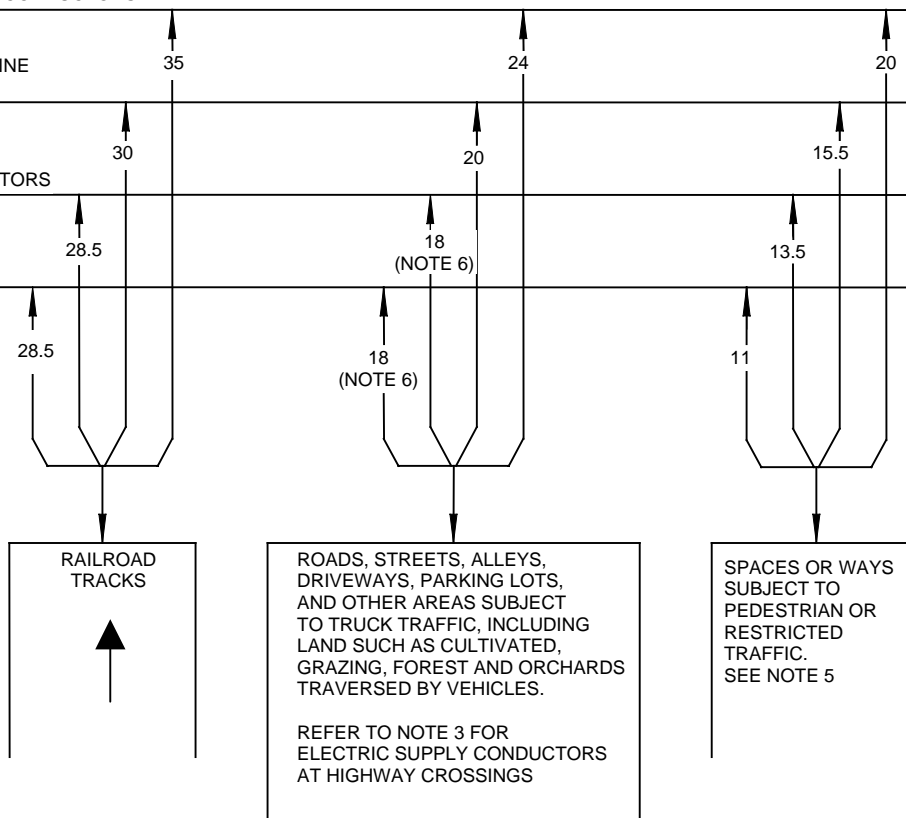 35
24
20
30
20
15.5
28.5
18
(NOTE 6)
13.5
28.5
18
(NOTE 6)
11
RAILROAD
TRACKS
ROADS, STREETS, ALLEYS,
DRIVEWAYS, PARKING LOTS,
AND OTHER AREAS SUBJECT
TO TRUCK TRAFFIC, INCLUDING
LAND SUCH AS CULTIVATED,
GRAZING, FOREST AND ORCHARDS
TRAVERSED BY VEHICLES.
REFER TO NOTE 3 FOR
ELECTRIC SUPPLY CONDUCTORS
AT HIGHWAY CROSSINGS
SPACES OR WAYS
SUBJECT TO
PEDESTRIAN OR
RESTRICTED
TRAFFIC.
SEE NOTE 5